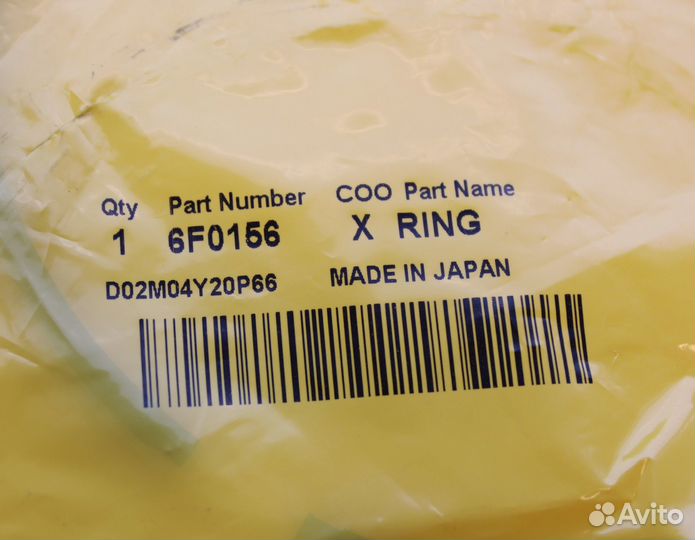 Qty Part Number COO Part Name
1 6F0156 X RING
D02M04Y20P66 MADE IN JAPAN
Avito